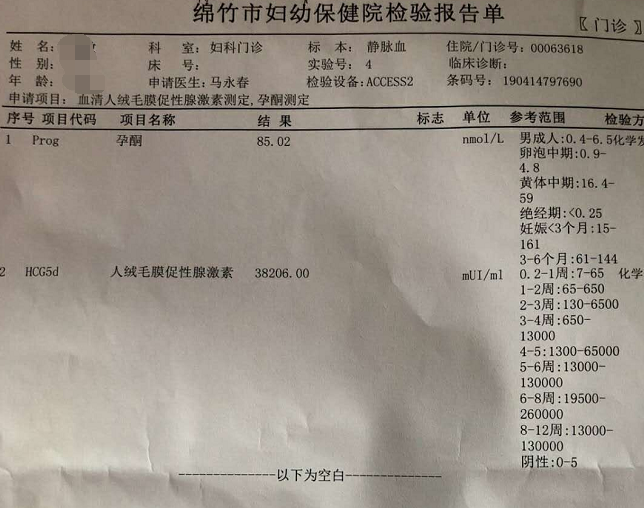 绵竹市妇幼保健院检验报告单
〖门诊〗
姓 名: 科 室: 妇科门诊 标 本: 静脉血 住院/门诊号: 00063618
性 别: 床 号: 实验号: 4 临床诊断:
年 龄: 申请医生: 马永春 检验设备:ACCESS2 条码号: 190414797690
申请项目: 血清人绒毛膜促性腺激素测定, 孕酮测定
序号 项目代码 项目名称 结 果 标志 单位 参考范围 检验方
1 Prog 孕酮 85.02 nmol/L 男成人:0.4-6.5化学发
卵泡中期:0.9-
4.8
黄体中期:16.4-
59
绝经期:<0.25
妊娠<3个月:15-
161
3-6个月:61-144
2 HCG5d 人绒毛膜促性腺激素 38206.00 mUI/ml 0.2-1周:7-65 化学
1-2周:65-650
2-3周:130-6500
3-4周:650-
13000
4-5:1300-65000
5-6周:13000-
130000
6-8周:19500-
260000
8-12周:13000-
130000
阴性:0-5
--------------以下为空白--------------